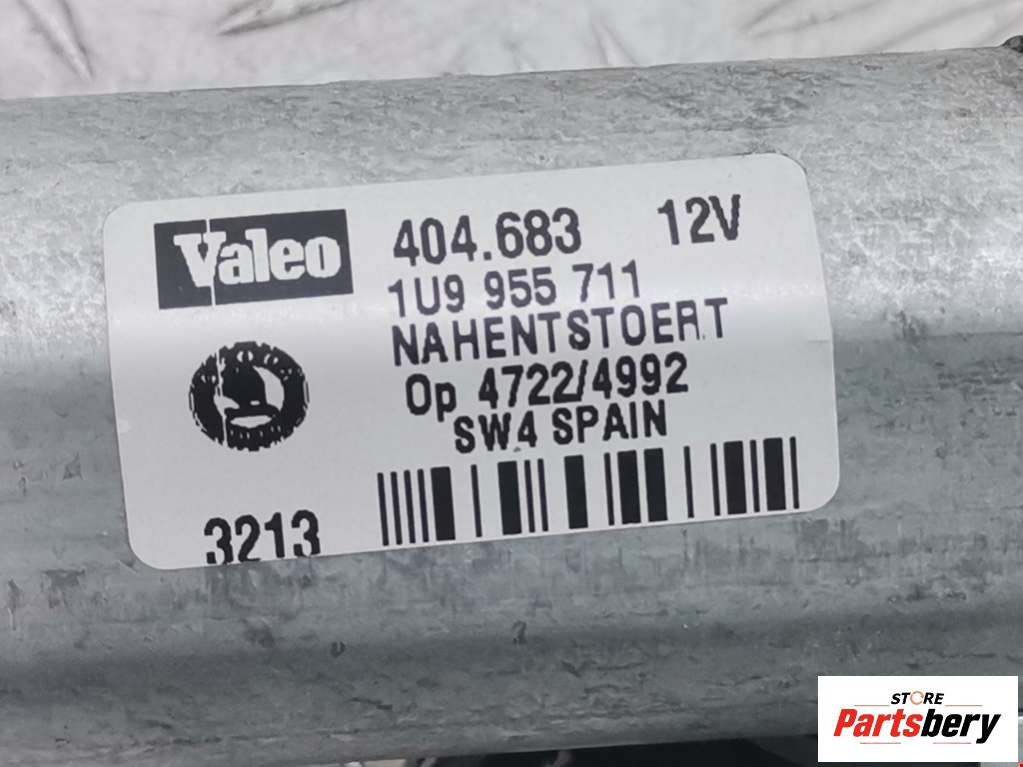 Valeo 404.683 12V
1U9 955 711
NAHENTSTOERT
Op 4722/4992
SW4 SPAIN
3213
STORE
Partsbery